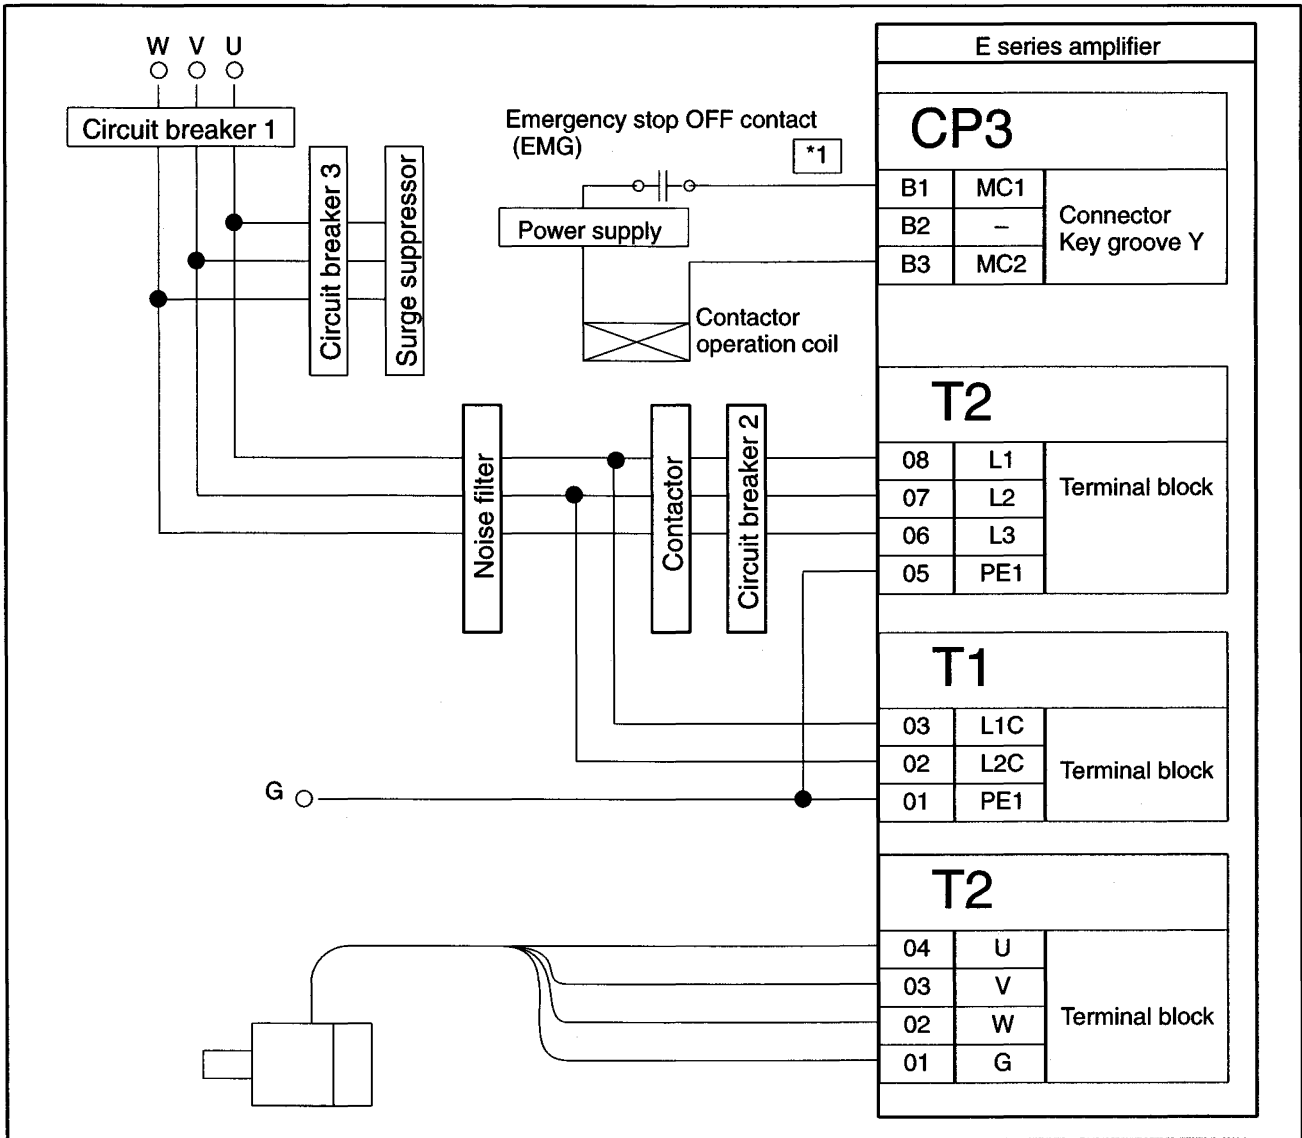 W V U
Circuit breaker 1
Circuit breaker 3
Surge suppressor
Emergency stop OFF contact
(EMG)
*1
Power supply
Contactor
operation coil
Noise filter
Contactor
Circuit breaker 2
G
E series amplifier
CP3
B1 MC1
B2 –
B3 MC2
Connector
Key groove Y
T2
08 L1
07 L2
06 L3
05 PE1
Terminal block
T1
03 L1C
02 L2C
01 PE1
Terminal block
T2
04 U
03 V
02 W
01 G
Terminal block